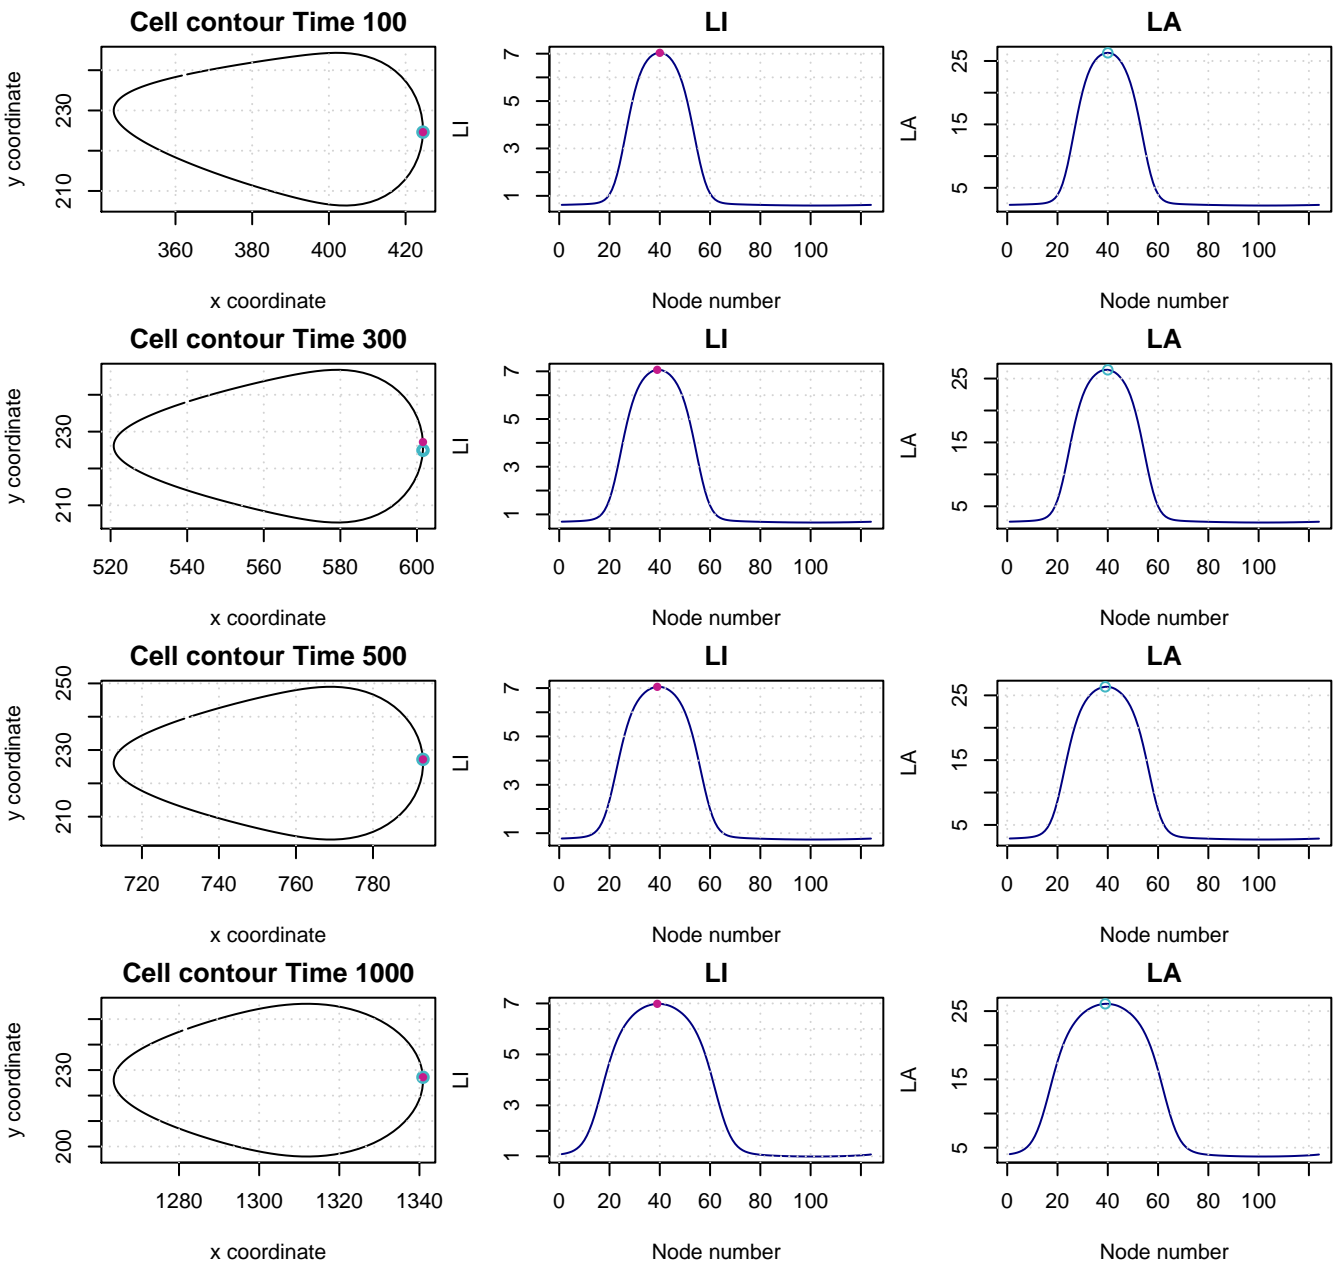 Cell contour Time 100
LI
LA
y coordinate
210 230
360 380 400 420
x coordinate
LI
1 3 5 7
0 20 40 60 80 100
Node number
LA
5 15 25
0 20 40 60 80 100
Node number
Cell contour Time 300
LI
LA
y coordinate
210 230
520 540 560 580 600
x coordinate
LI
1 3 5 7
0 20 40 60 80 100
Node number
LA
5 15 25
0 20 40 60 80 100
Node number
Cell contour Time 500
LI
LA
y coordinate
210 230 250
720 740 760 780
x coordinate
LI
1 3 5 7
0 20 40 60 80 100
Node number
LA
5 15 25
0 20 40 60 80 100
Node number
Cell contour Time 1000
LI
LA
y coordinate
200 230
1280 1300 1320 1340
x coordinate
LI
1 3 5 7
0 20 40 60 80 100
Node number
LA
5 15 25
0 20 40 60 80 100
Node number